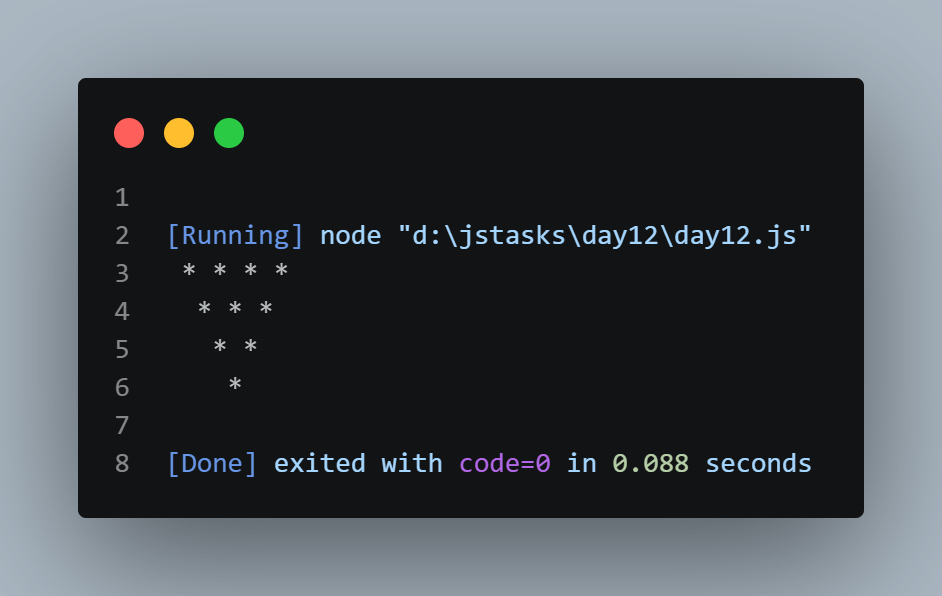 1
2 [Running] node "d:\jstasks\day12\day12.js"
3  * * * *
4   * * *
5    * *
6     *
7
8 [Done] exited with code=0 in 0.088 seconds